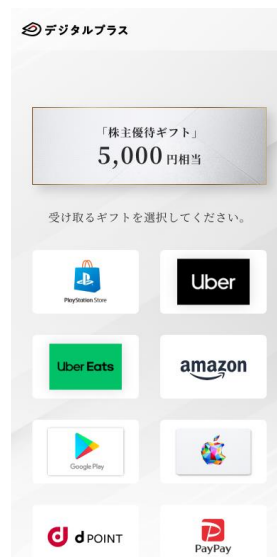 デジタルプラス
「株主優待ギフト」
5,000円相当
受け取るギフトを選択してください。
PlayStation Store
Uber
Uber Eats
amazon
Google Play
d POINT
PayPay